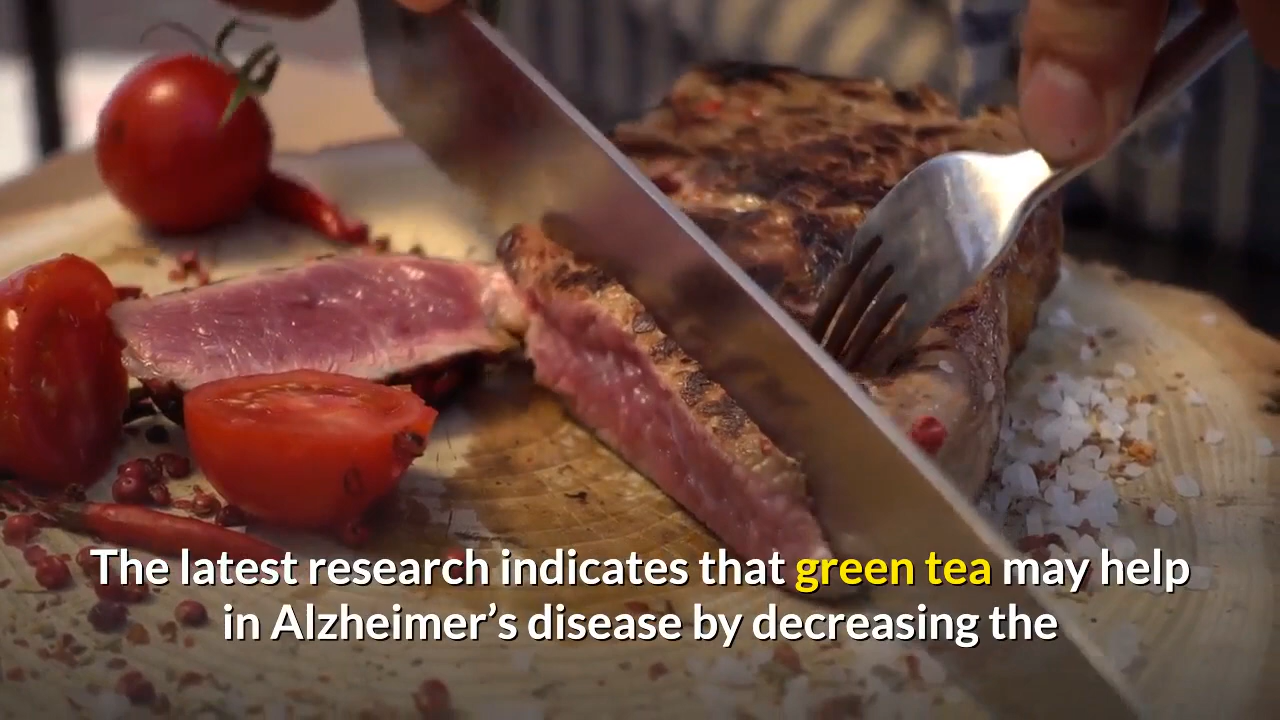 The latest research indicates that green tea may help
in Alzheimer’s disease by decreasing the